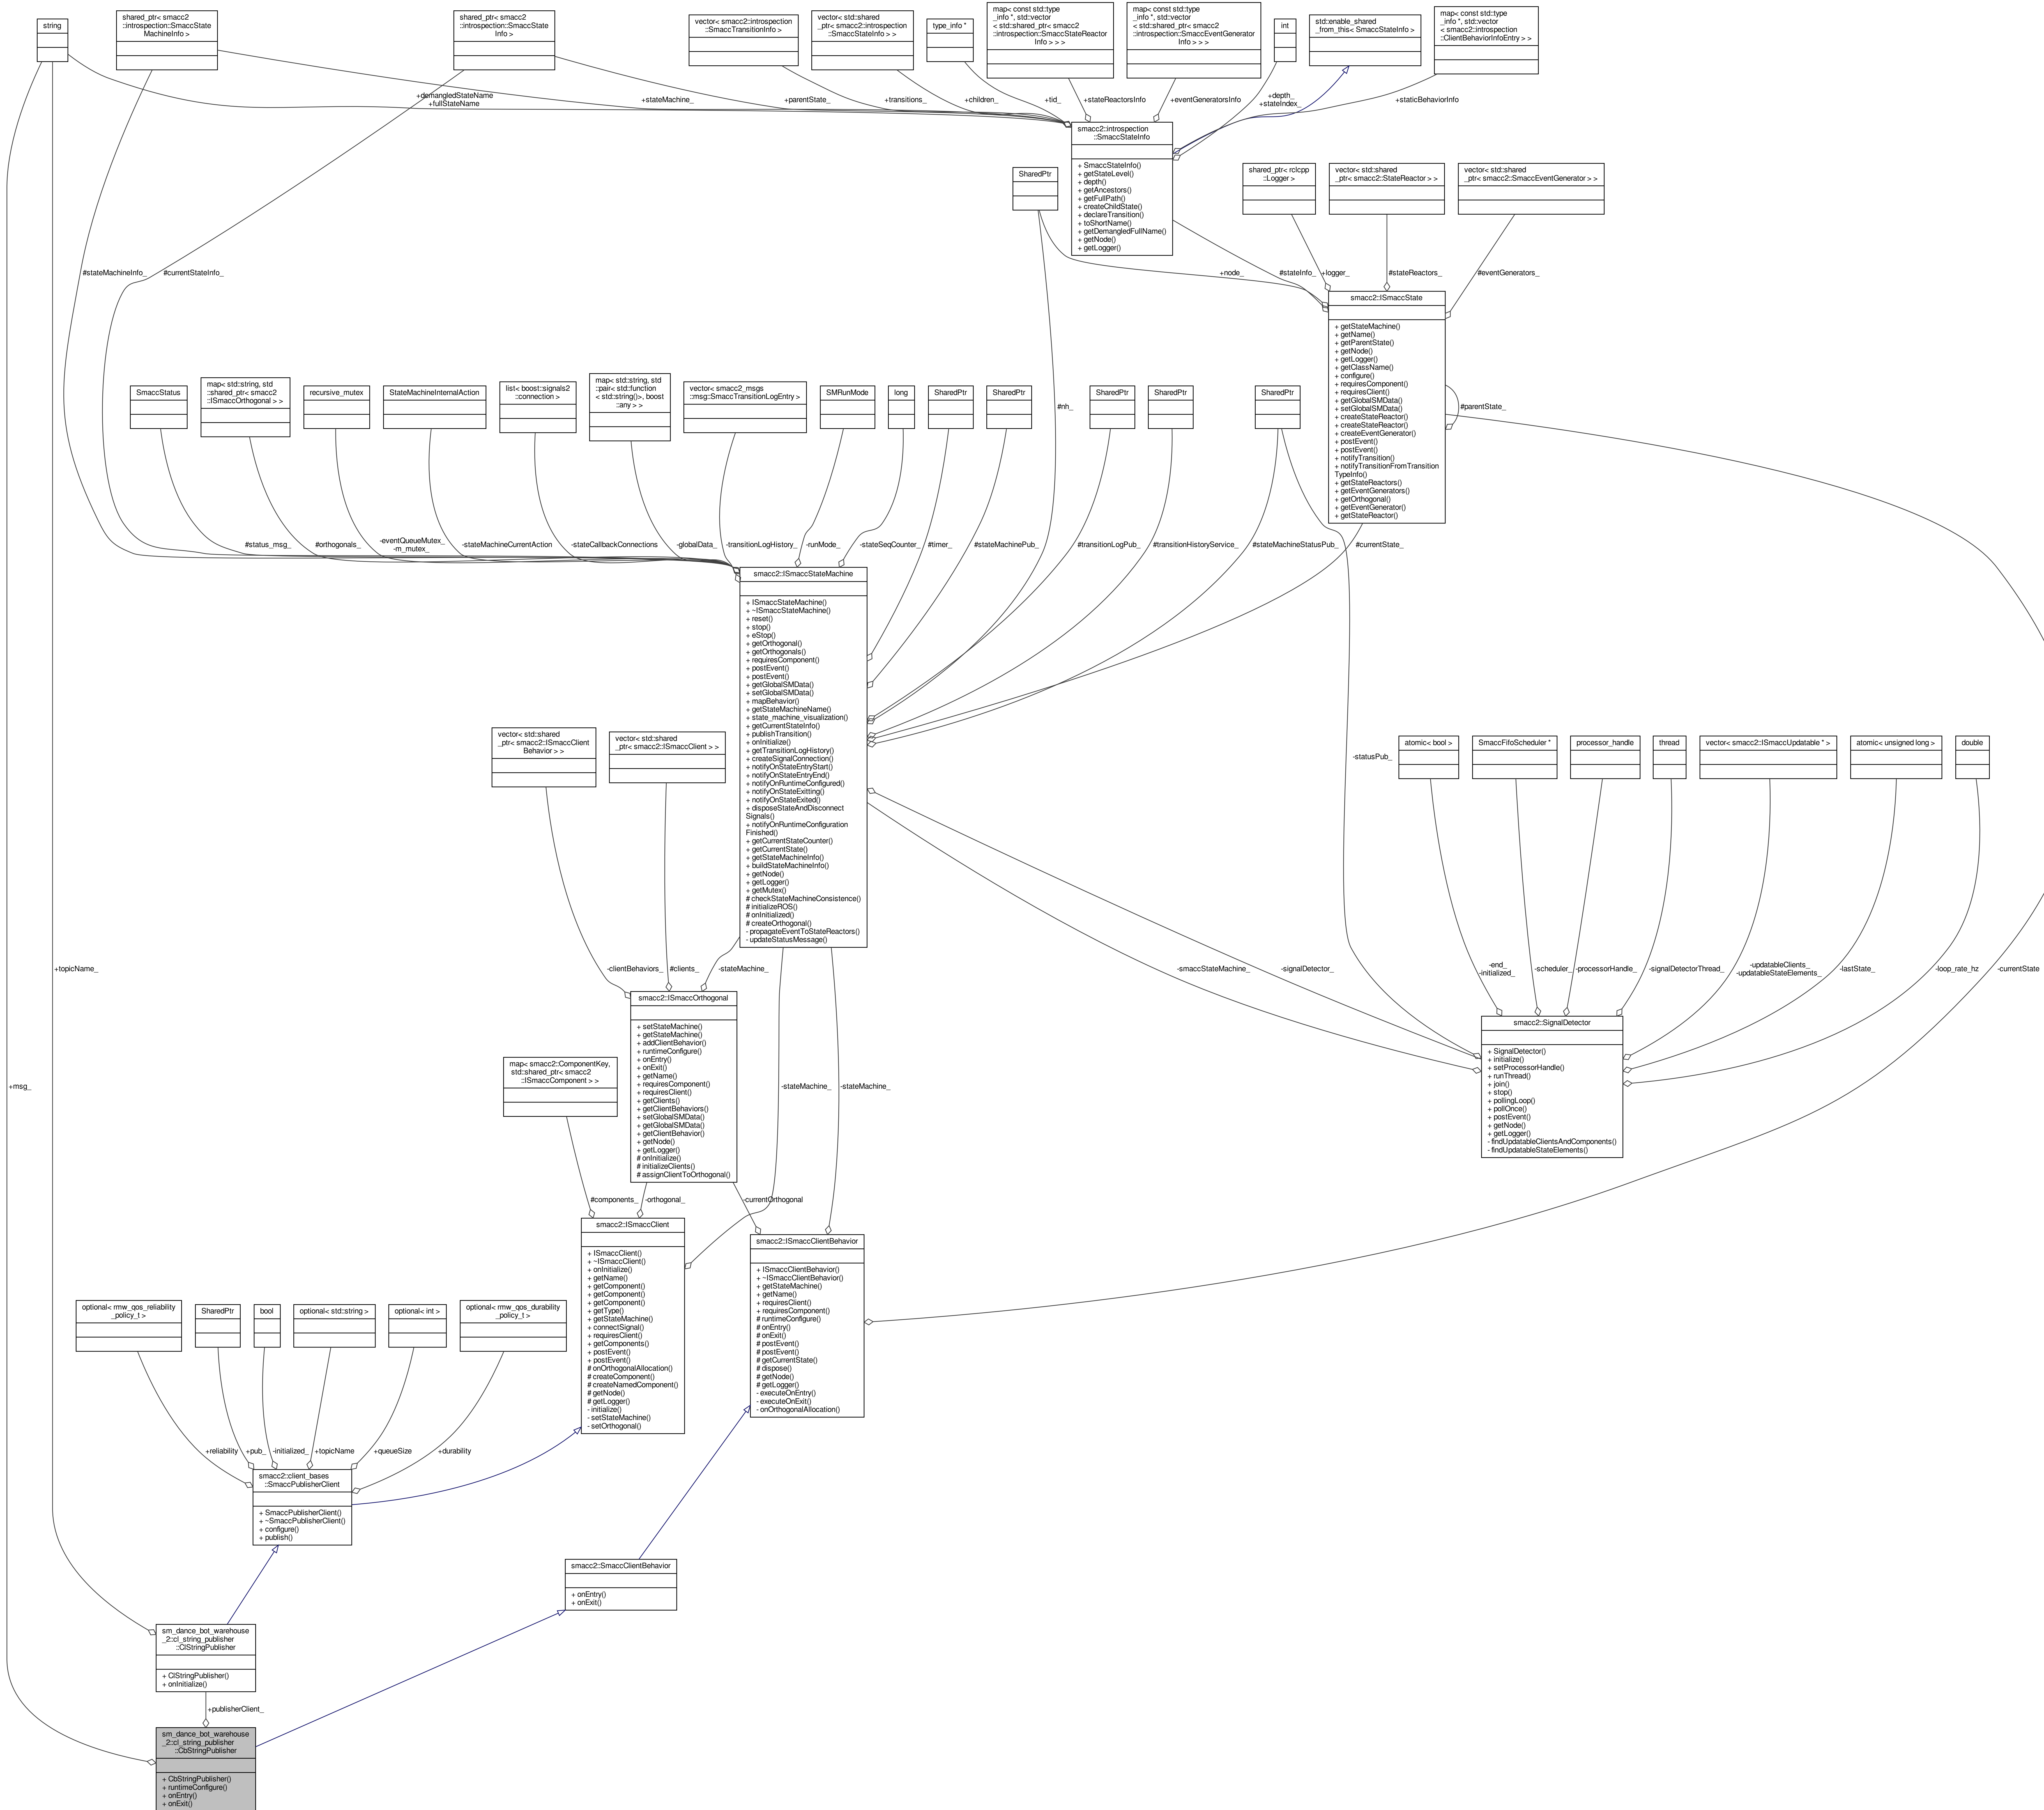 string
shared_ptr< smacc2
::introspection::SmaccState
MachineInfo >
shared_ptr< smacc2
::introspection::SmaccState
Info >
vector< smacc2::introspection
::SmaccTransitionInfo >
vector< std::shared
_ptr< smacc2::introspection
::SmaccStateInfo > >
type_info *
map< const std::type
_info *, std::vector
< std::shared_ptr< smacc2
::introspection::SmaccStateReactor
Info > > >
map< const std::type
_info *, std::vector
< std::shared_ptr< smacc2
::introspection::SmaccEventGenerator
Info > > >
int
std::enable_shared
_from_this< SmaccStateInfo >
map< const std::type
_info *, std::vector
< smacc2::introspection
::ClientBehaviorInfoEntry > >
+demangledStateName
+fullStateName
+stateMachine_
+parentState_
+transitions_
+children_
+tid_
+stateReactorsInfo
+eventGeneratorsInfo
+depth_
+stateIndex_
+staticBehaviorInfo
smacc2::introspection
::SmaccStateInfo
+ SmaccStateInfo()
+ getStateLevel()
+ depth()
+ getAncestors()
+ getFullPath()
+ createChildState()
+ declareTransition()
+ toShortName()
+ getDemangledFullName()
+ getNode()
+ getLogger()
SharedPtr
shared_ptr< rclcpp
::Logger >
vector< std::shared
_ptr< smacc2::StateReactor > >
vector< std::shared
_ptr< smacc2::SmaccEventGenerator > >
#stateMachineInfo_
#currentStateInfo_
+node_
#stateInfo_
+logger_
#stateReactors_
#eventGenerators_
smacc2::ISmaccState
+ getStateMachine()
+ getName()
+ getParentState()
+ getNode()
+ getLogger()
+ getClassName()
+ configure()
+ requiresComponent()
+ requiresClient()
+ getGlobalSMData()
+ setGlobalSMData()
+ createStateReactor()
+ createStateReactor()
+ createEventGenerator()
+ postEvent()
+ postEvent()
+ notifyTransition()
+ notifyTransitionFromTransition
TypeInfo()
+ getStateReactors()
+ getEventGenerators()
+ getOrthogonal()
+ getEventGenerator()
+ getStateReactor()
#parentState_
SmaccStatus
map< std::string, std
::shared_ptr< smacc2
::ISmaccOrthogonal > >
recursive_mutex
StateMachineInternalAction
list< boost::signals2
::connection >
map< std::string, std
::pair< std::function
< std::string()>, boost
::any > >
vector< smacc2_msgs
::msg::SmaccTransitionLogEntry >
SMRunMode
long
SharedPtr
SharedPtr
#nh_
SharedPtr
SharedPtr
SharedPtr
#status_msg_
#orthogonals_
-eventQueueMutex_
-m_mutex_
-stateMachineCurrentAction
-stateCallbackConnections
-globalData_
-transitionLogHistory_
-runMode_
-stateSeqCounter_
#timer_
#stateMachinePub_
#transitionLogPub_
#transitionHistoryService_
#stateMachineStatusPub_
#currentState_
smacc2::ISmaccStateMachine
+ ISmaccStateMachine()
+ ~ISmaccStateMachine()
+ reset()
+ stop()
+ eStop()
+ getOrthogonal()
+ getOrthogonals()
+ requiresComponent()
+ postEvent()
+ postEvent()
+ getGlobalSMData()
+ setGlobalSMData()
+ mapBehavior()
+ getStateMachineName()
+ state_machine_visualization()
+ getCurrentStateInfo()
+ publishTransition()
+ onInitialize()
+ getTransitionLogHistory()
+ createSignalConnection()
+ notifyOnStateEntryStart()
+ notifyOnStateEntryEnd()
+ notifyOnRuntimeConfigured()
+ notifyOnStateExitting()
+ notifyOnStateExited()
+ disposeStateAndDisconnect
Signals()
+ notifyOnRuntimeConfiguration
Finished()
+ getCurrentStateCounter()
+ getCurrentState()
+ getStateMachineInfo()
+ buildStateMachineInfo()
+ getNode()
+ getLogger()
+ getMutex()
# checkStateMachineConsistence()
# initializeROS()
# onInitialized()
# createOrthogonal()
- propagateEventToStateReactors()
- updateStatusMessage()
vector< std::shared
_ptr< smacc2::ISmaccClient
Behavior > >
vector< std::shared
_ptr< smacc2::ISmaccClient > >
-statusPub_
atomic< bool >
SmaccFifoScheduler *
processor_handle
thread
vector< smacc2::ISmaccUpdatable * >
atomic< unsigned long >
double
+topicName_
-clientBehaviors_
#clients_
-stateMachine_
-smaccStateMachine_
-signalDetector_
-end_
-initialized_
-scheduler_
-processorHandle_
-signalDetectorThread_
-updatableClients_
-updatableStateElements_
-lastState_
-loop_rate_hz
-currentState
smacc2::ISmaccOrthogonal
+ setStateMachine()
+ getStateMachine()
+ addClientBehavior()
+ runtimeConfigure()
+ onEntry()
+ onExit()
+ getName()
+ requiresComponent()
+ requiresClient()
+ getClients()
+ getClientBehaviors()
+ setGlobalSMData()
+ getGlobalSMData()
+ getClientBehavior()
+ getNode()
+ getLogger()
# onInitialize()
# initializeClients()
# assignClientToOrthogonal()
smacc2::SignalDetector
+ SignalDetector()
+ initialize()
+ setProcessorHandle()
+ runThread()
+ join()
+ stop()
+ pollingLoop()
+ pollOnce()
+ postEvent()
+ getNode()
+ getLogger()
- findUpdatableClientsAndComponents()
- findUpdatableStateElements()
map< smacc2::ComponentKey,
std::shared_ptr< smacc2
::ISmaccComponent > >
+msg_
-stateMachine_
-stateMachine_
#components_
-orthogonal_
-currentOrthogonal
smacc2::ISmaccClient
+ ISmaccClient()
+ ~ISmaccClient()
+ onInitialize()
+ getName()
+ getComponent()
+ getComponent()
+ getComponent()
+ getType()
+ getStateMachine()
+ connectSignal()
+ requiresClient()
+ getComponents()
+ postEvent()
+ postEvent()
# onOrthogonalAllocation()
# createComponent()
# createNamedComponent()
# getNode()
# getLogger()
- initialize()
- setStateMachine()
- setOrthogonal()
smacc2::ISmaccClientBehavior
+ ISmaccClientBehavior()
+ ~ISmaccClientBehavior()
+ getStateMachine()
+ getName()
+ requiresClient()
+ requiresComponent()
# runtimeConfigure()
# onEntry()
# onExit()
# postEvent()
# postEvent()
# getCurrentState()
# dispose()
# getNode()
# getLogger()
- executeOnEntry()
- executeOnExit()
- onOrthogonalAllocation()
optional< rmw_qos_reliability
_policy_t >
SharedPtr
bool
optional< std::string >
optional< int >
optional< rmw_qos_durability
_policy_t >
+reliability
+pub_
-initialized_
+topicName
+queueSize
+durability
smacc2::client_bases
::SmaccPublisherClient
+ SmaccPublisherClient()
+ ~SmaccPublisherClient()
+ configure()
+ publish()
smacc2::SmaccClientBehavior
+ onEntry()
+ onExit()
sm_dance_bot_warehouse
_2::cl_string_publisher
::ClStringPublisher
+ ClStringPublisher()
+ onInitialize()
+publisherClient_
sm_dance_bot_warehouse
_2::cl_string_publisher
::CbStringPublisher
+ CbStringPublisher()
+ runtimeConfigure()
+ onEntry()
+ onExit()